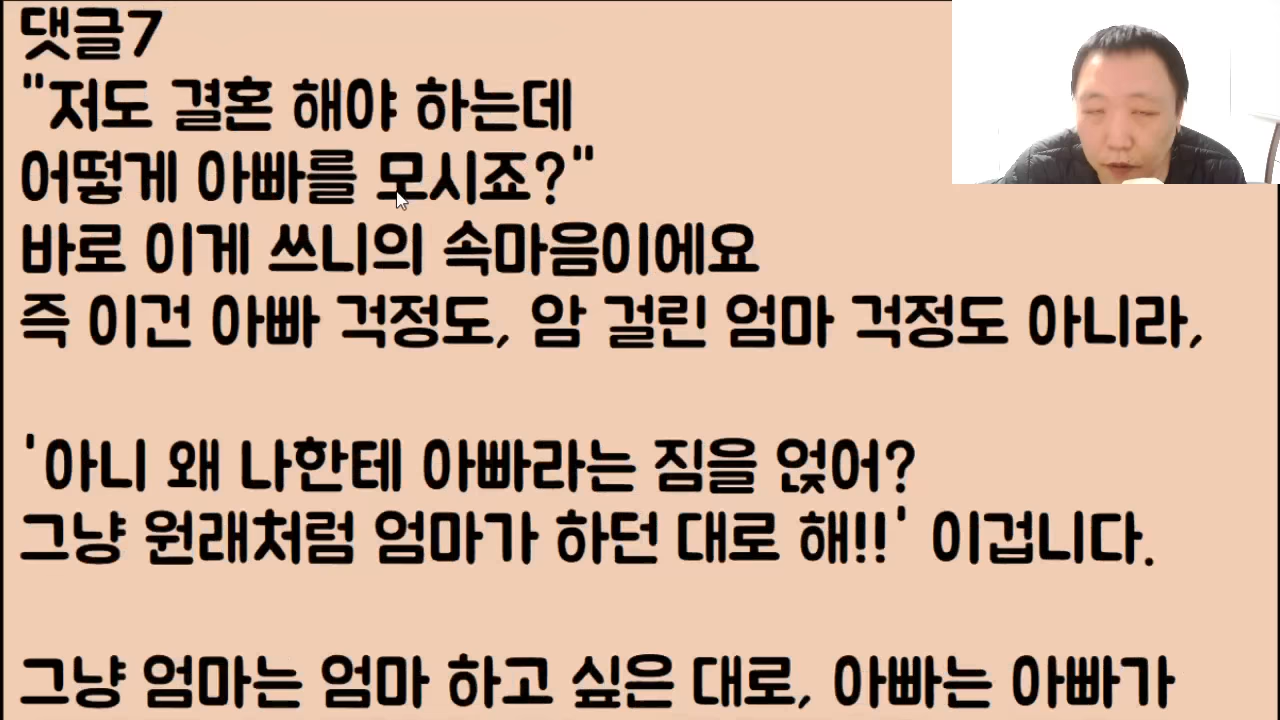 댓글7
"저도 결혼 해야 하는데
어떻게 아빠를 모시죠?"
바로 이게 쓰니의 속마음이에요
즉 이건 아빠 걱정도, 암 걸린 엄마 걱정도 아니라,
'아니 왜 나한테 아빠라는 짐을 얹어?
그냥 원래처럼 엄마가 하던 대로 해!!' 이겁니다.
그냥 엄마는 엄마 하고 싶은 대로, 아빠는 아빠가